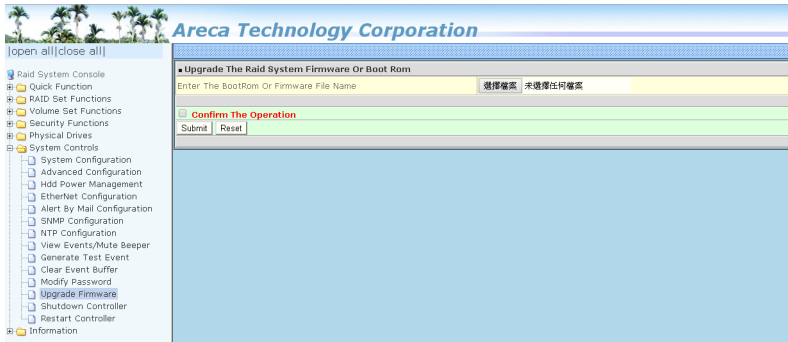 Areca Technology Corporation
|open all|close all|
Raid System Console
Quick Function
RAID Set Functions
Volume Set Functions
Security Functions
Physical Drives
System Controls
System Configuration
Advanced Configuration
Hdd Power Management
EtherNet Configuration
Alert By Mail Configuration
SNMP Configuration
NTP Configuration
View Events/Mute Beeper
Generate Test Event
Clear Event Buffer
Modify Password
Upgrade Firmware
Shutdown Controller
Restart Controller
Information
Upgrade The Raid System Firmware Or Boot Rom
Enter The BootRom Or Firmware File Name 選擇檔案 未選擇任何檔案
Confirm The Operation
Submit Reset